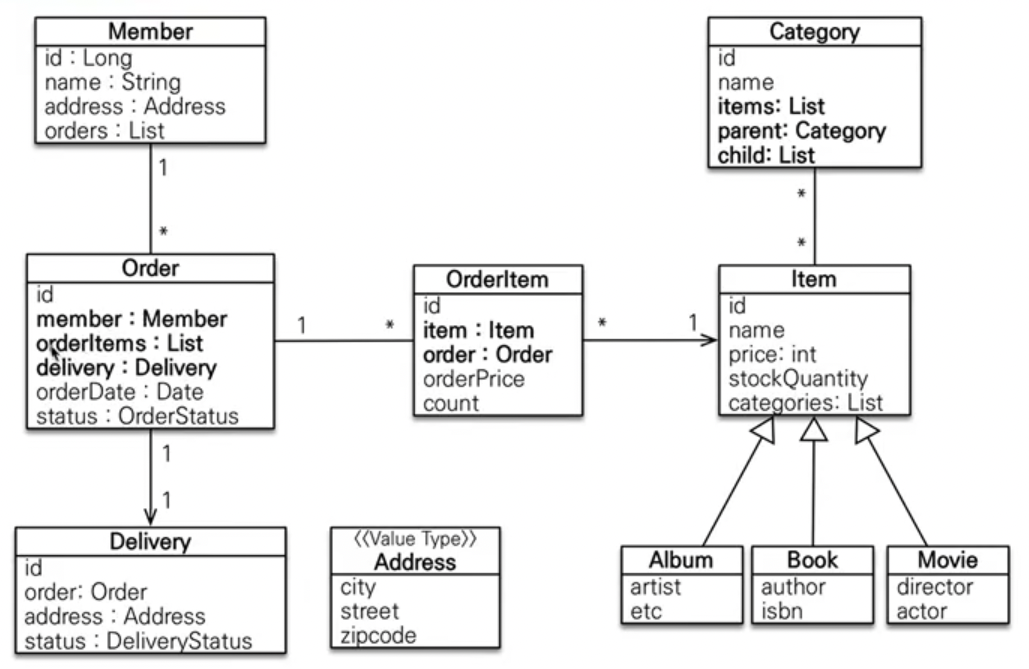 Member
id : Long
name : String
address : Address
orders : List
Category
id
name
items: List
parent: Category
child: List
1
*
*
*
Order
id
member : Member
orderItems : List
delivery : Delivery
orderDate : Date
status : OrderStatus
1
*
OrderItem
id
item : Item
order : Order
orderPrice
count
*
1
Item
id
name
price: int
stockQuantity
categories: List
1
1
Delivery
id
order: Order
address : Address
status : DeliveryStatus
<<Value Type>>
Address
city
street
zipcode
Album
artist
etc
Book
author
isbn
Movie
director
actor